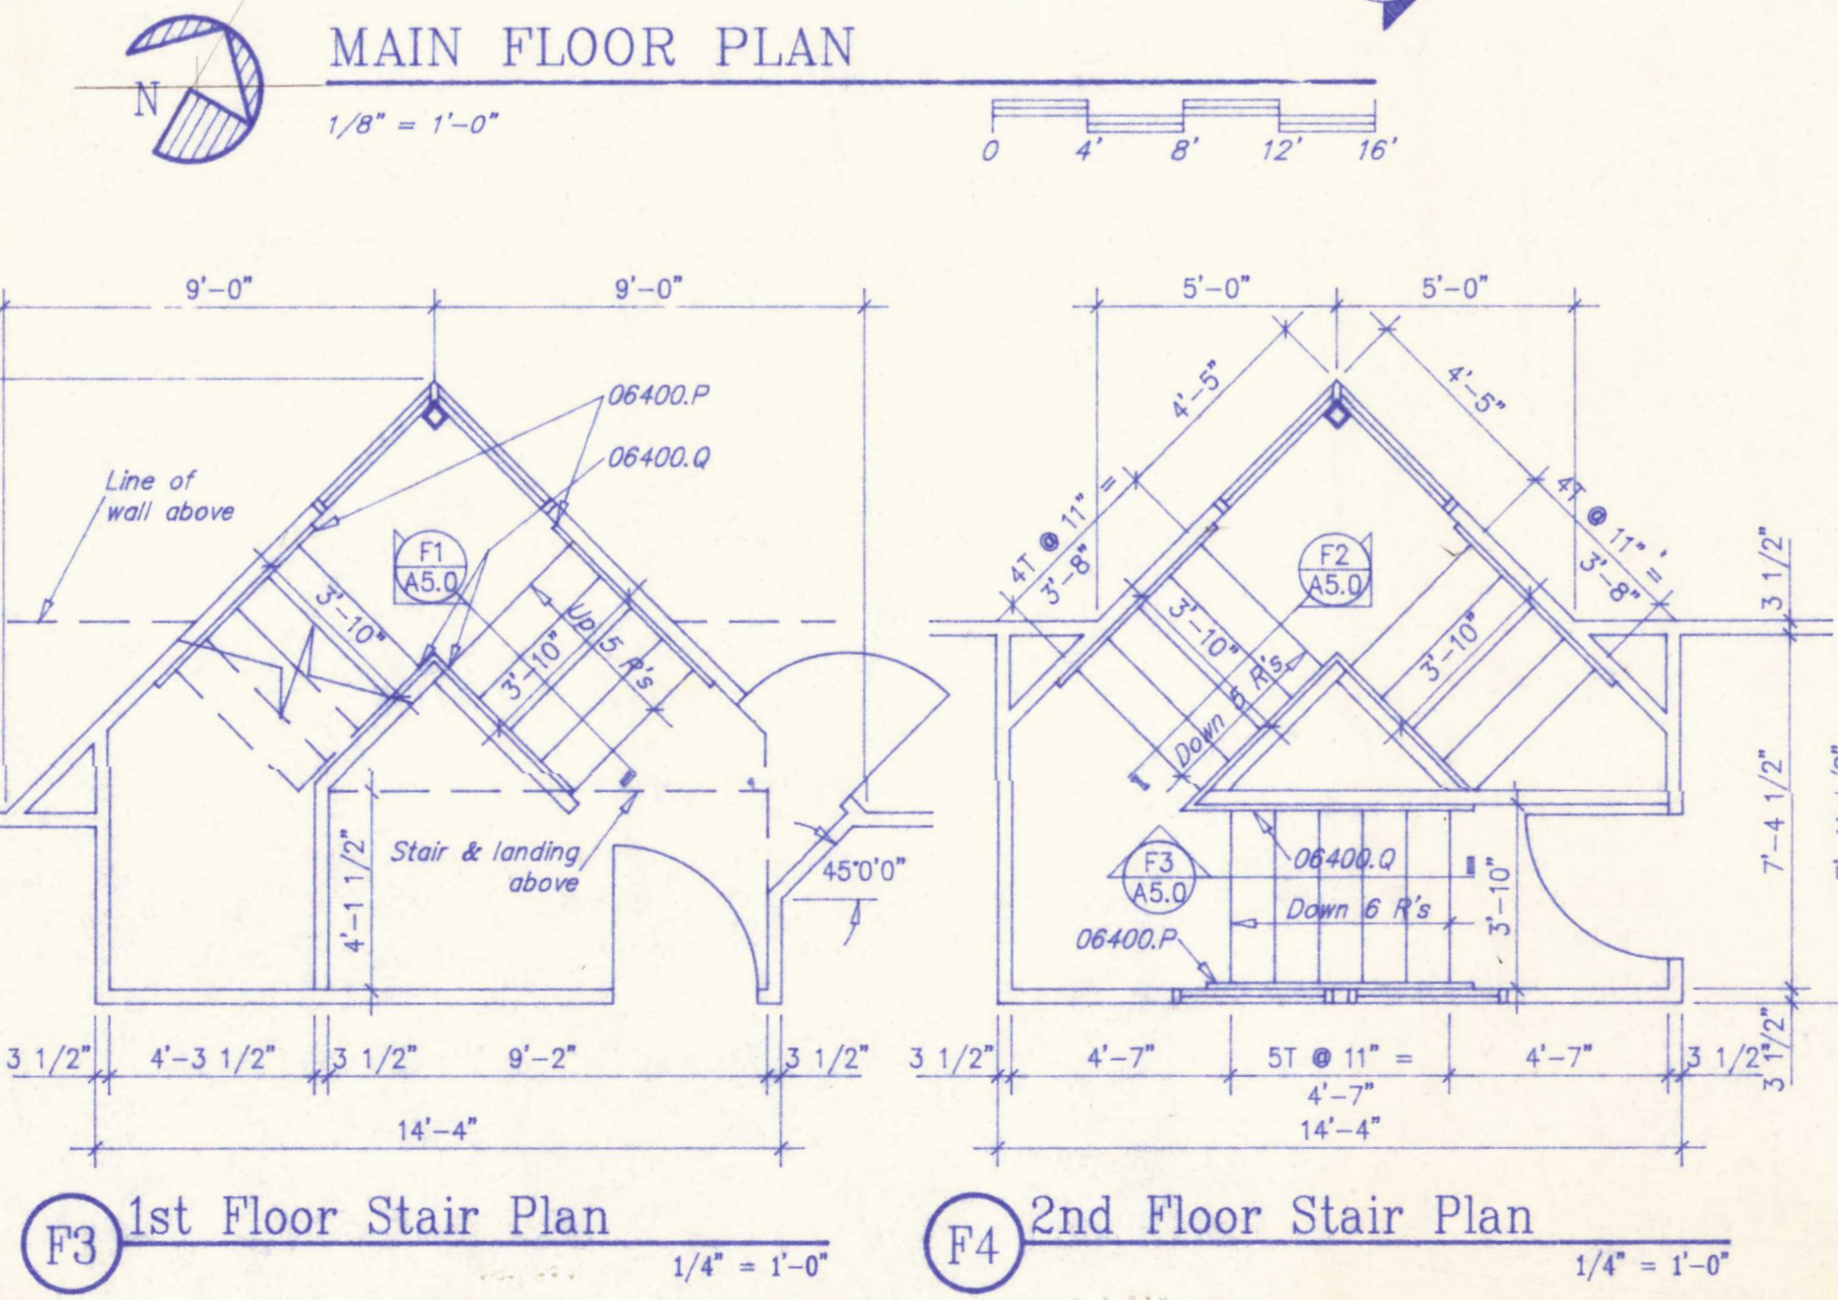 N
MAIN FLOOR PLAN
1/8" = 1'-0"
0 4' 8' 12' 16'
9'-0" 9'-0"
06400.P
06400.Q
Line of
wall above
F1
A5.0
3'-10"
Up 5 R's
3'-10"
Stair & landing
above
4'-1 1/2"
45°0'0"
3 1/2" 4'-3 1/2" 3 1/2" 9'-2" 3 1/2"
14'-4"
F3 1st Floor Stair Plan
1/4" = 1'-0"
5'-0" 5'-0"
4'-5"
4'-5"
4T @ 11" =
3'-8"
4T @ 11" =
3'-8"
F2
A5.0
3'-10"
3'-10"
Down 5 R's
3 1/2"
7'-4 1/2"
3 1/2"
06400.Q
F3
A5.0
Down 6 R's
3'-10"
06400.P
3 1/2" 4'-7" 5T @ 11" = 4'-7" 3 1/2"
4'-7"
14'-4"
F4 2nd Floor Stair Plan
1/4" = 1'-0"